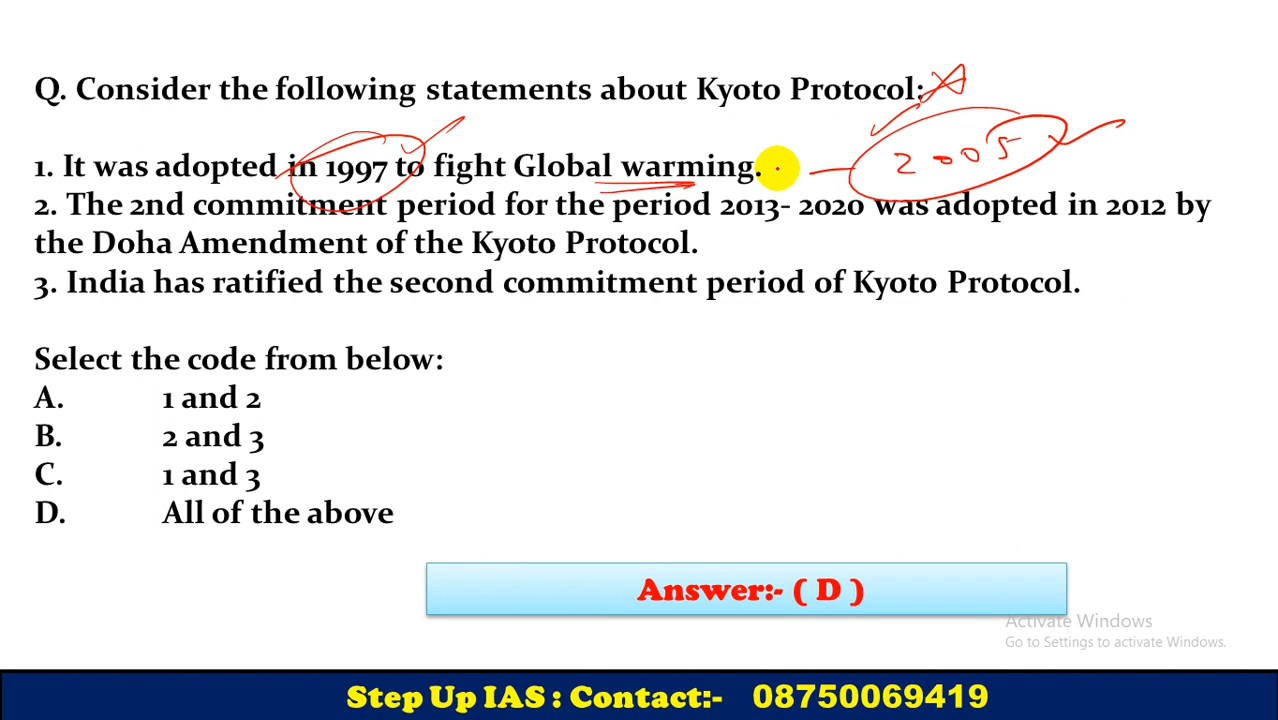 Q. Consider the following statements about Kyoto Protocol:
1. It was adopted in 1997 to fight Global warming.
2005
2. The 2nd commitment period for the period 2013- 2020 was adopted in 2012 by
the Doha Amendment of the Kyoto Protocol.
3. India has ratified the second commitment period of Kyoto Protocol.
Select the code from below:
A. 1 and 2
B. 2 and 3
C. 1 and 3
D. All of the above
Answer:- ( D )
Activate Windows
Go to Settings to activate Windows.
Step Up IAS : Contact:- 08750069419